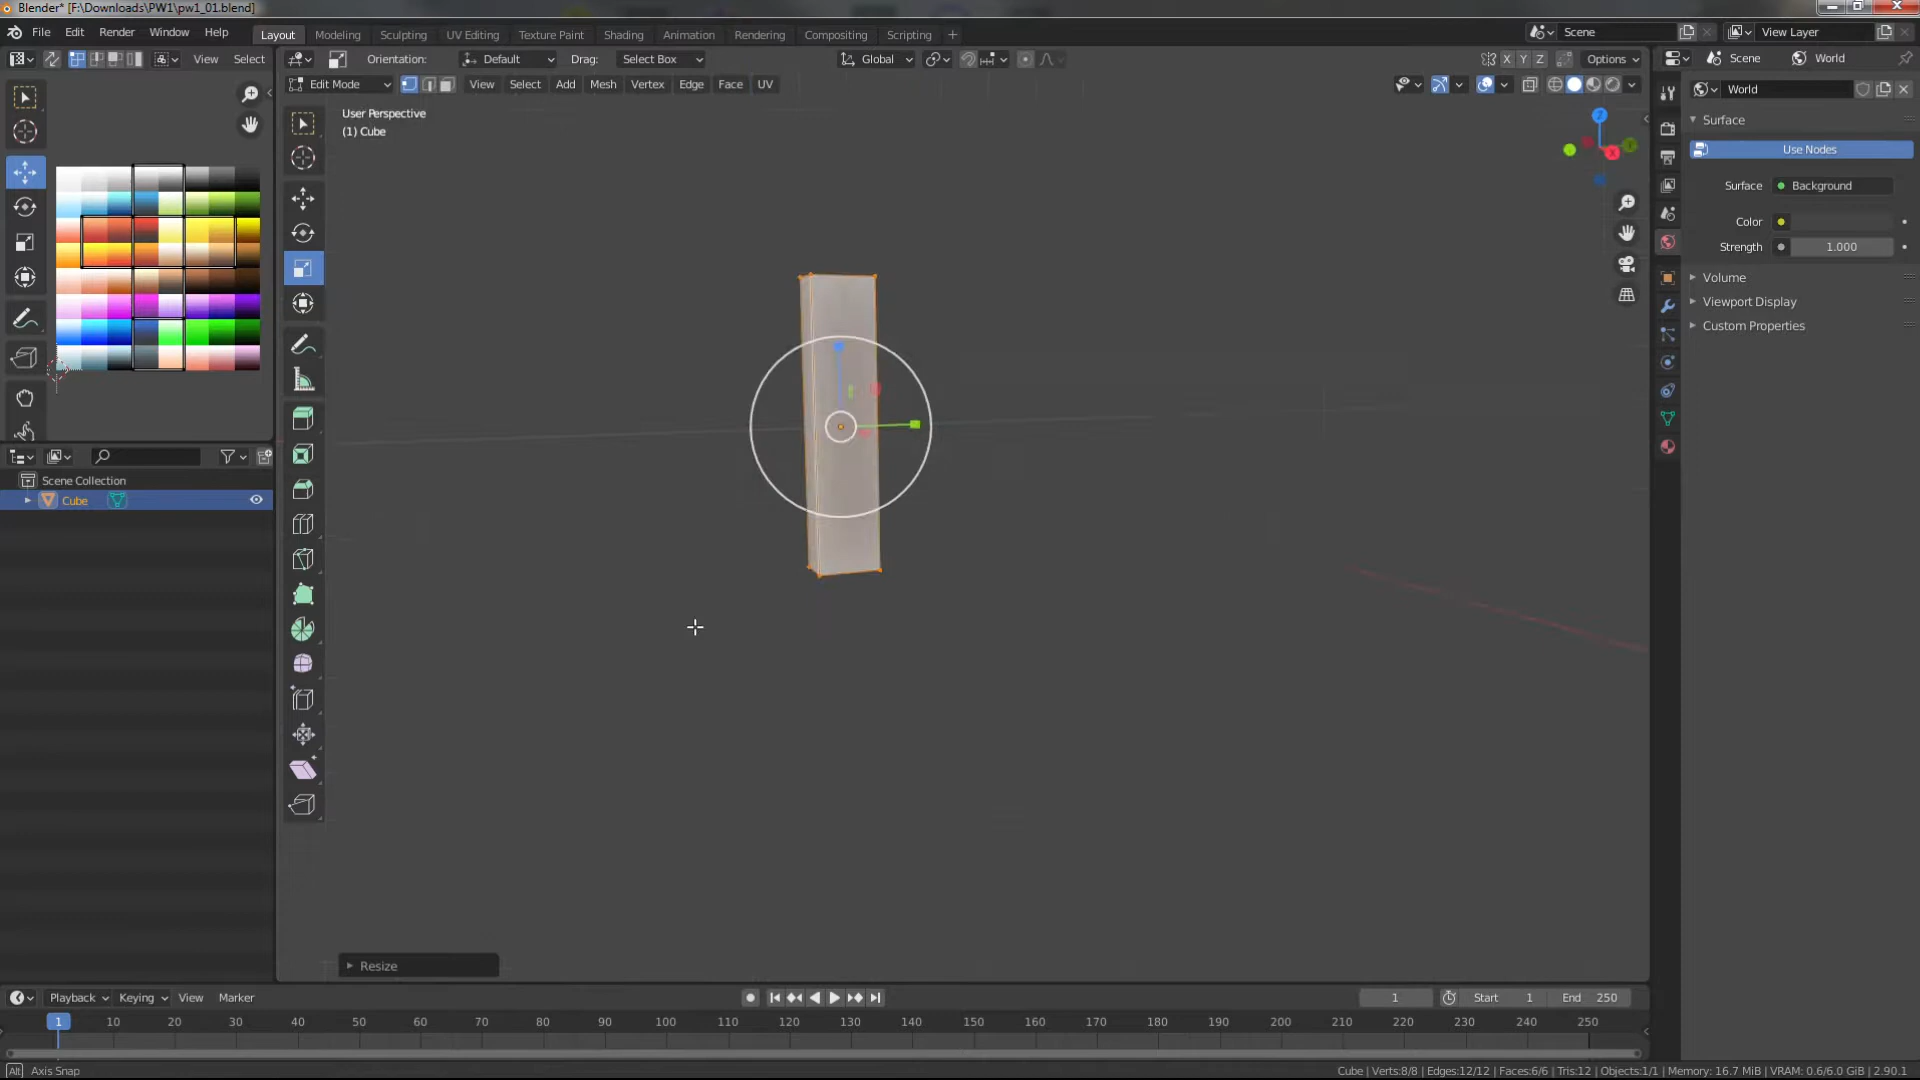 Blender* [F:\Downloads\PW1\pw1_01.blend]
File Edit Render Window Help
Layout Modeling Sculpting UV Editing Texture Paint Shading Animation Rendering Compositing Scripting +
Scene
View Layer
View Select
Orientation: Default Drag: Select Box
Global
X Y Z Options
Scene World
Edit Mode View Select Add Mesh Vertex Edge Face UV
World
User Perspective
(1) Cube
Z
X
Surface
Use Nodes
Surface Background
Color
Strength 1.000
Volume
Viewport Display
Custom Properties
Scene Collection
Cube
Resize
Playback Keying View Marker
1 Start 1 End 250
1 10 20 30 40 50 60 70 80 90 100 110 120 130 140 150 160 170 180 190 200 210 220 230 240 250
Alt Axis Snap
Cube | Verts:8/8 | Edges:12/12 | Faces:6/6 | Tris:12 | Objects:1/1 | Memory: 16.7 MiB | VRAM: 0.6/6.0 GiB | 2.90.1